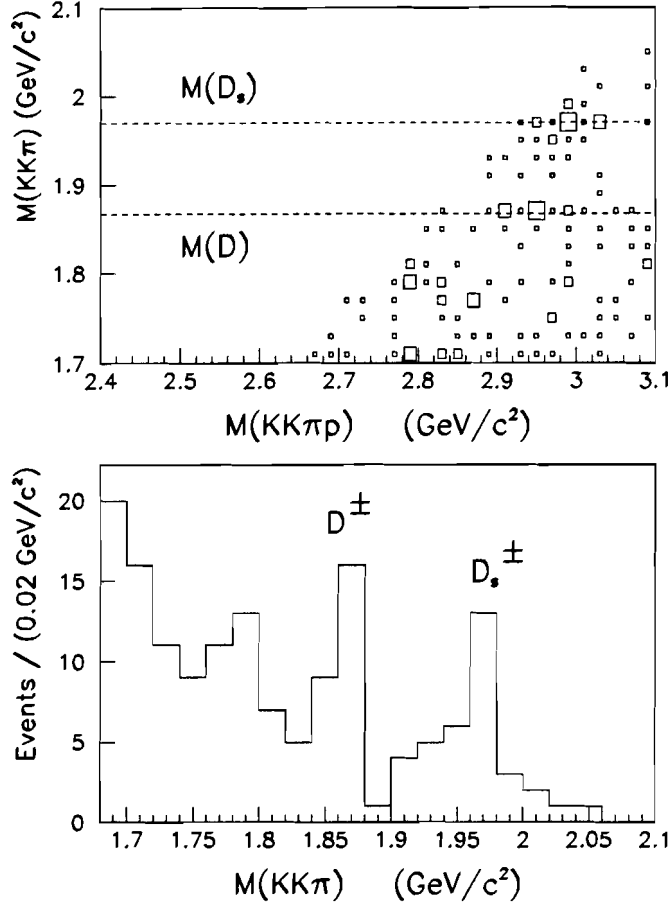 2.1
2
1.9
1.8
1.7
M(KKπ) (GeV/c²)
M(Dₛ)
M(D)
2.4 2.5 2.6 2.7 2.8 2.9 3 3.1
M(KKπp) (GeV/c²)
20
15
10
5
0
Events / (0.02 GeV/c²)
D±
Dₛ±
1.7 1.75 1.8 1.85 1.9 1.95 2 2.05 2.1
M(KKπ) (GeV/c²)